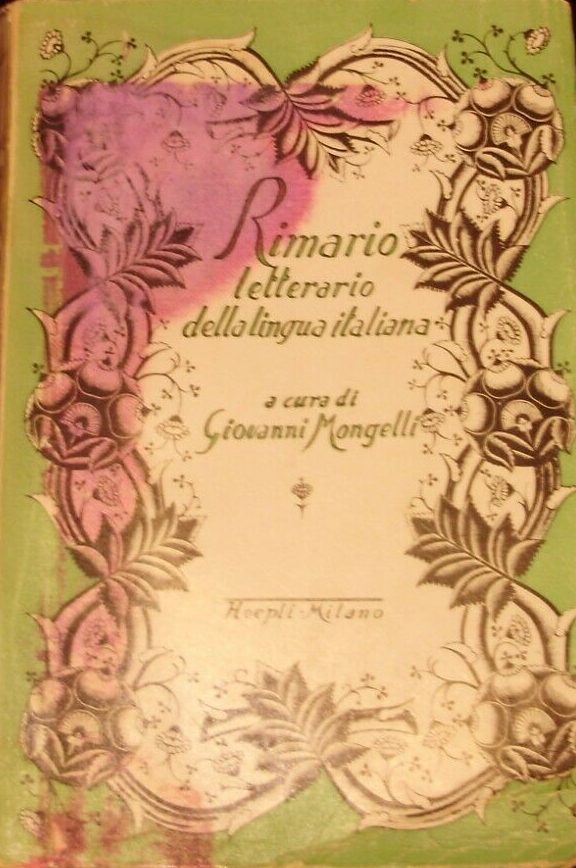 Rimario
letterario
della lingua italiana
a cura di
Giovanni Mongelli
Hoepli-Milano